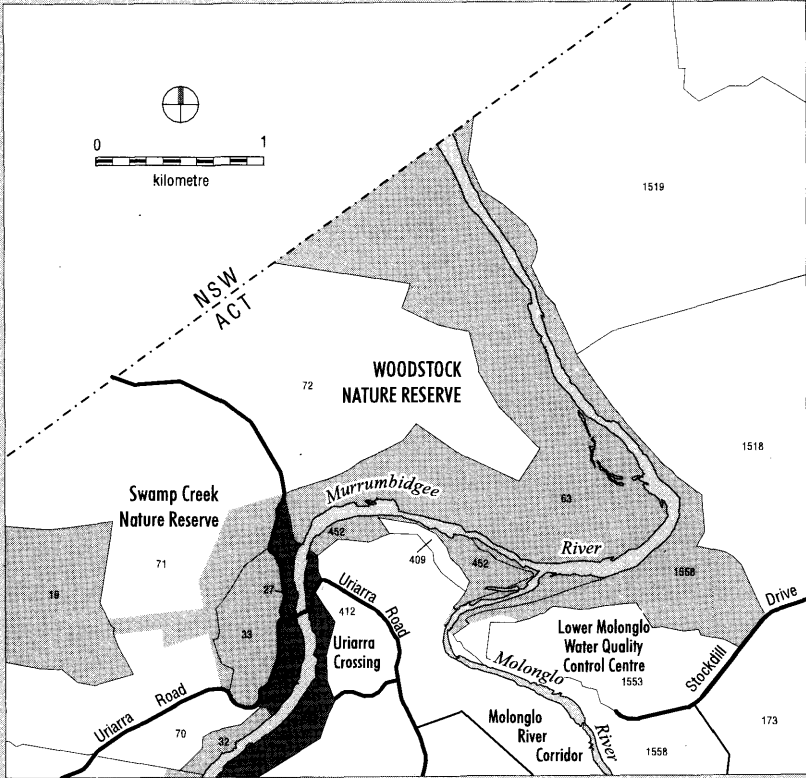 0 1
kilometre
1519
NSW
ACT
WOODSTOCK
NATURE RESERVE
72
1518
Swamp Creek
Nature Reserve
Murrumbidgee
63
452
River
409
452
71
1558
18
27
Uriarra Road
412
Drive
33
Uriarra
Crossing
Lower Molonglo
Water Quality
Control Centre
1553
Stockdill
Molonglo
Uriarra Road
Molonglo
River
Corridor
River
70
32
1558
173